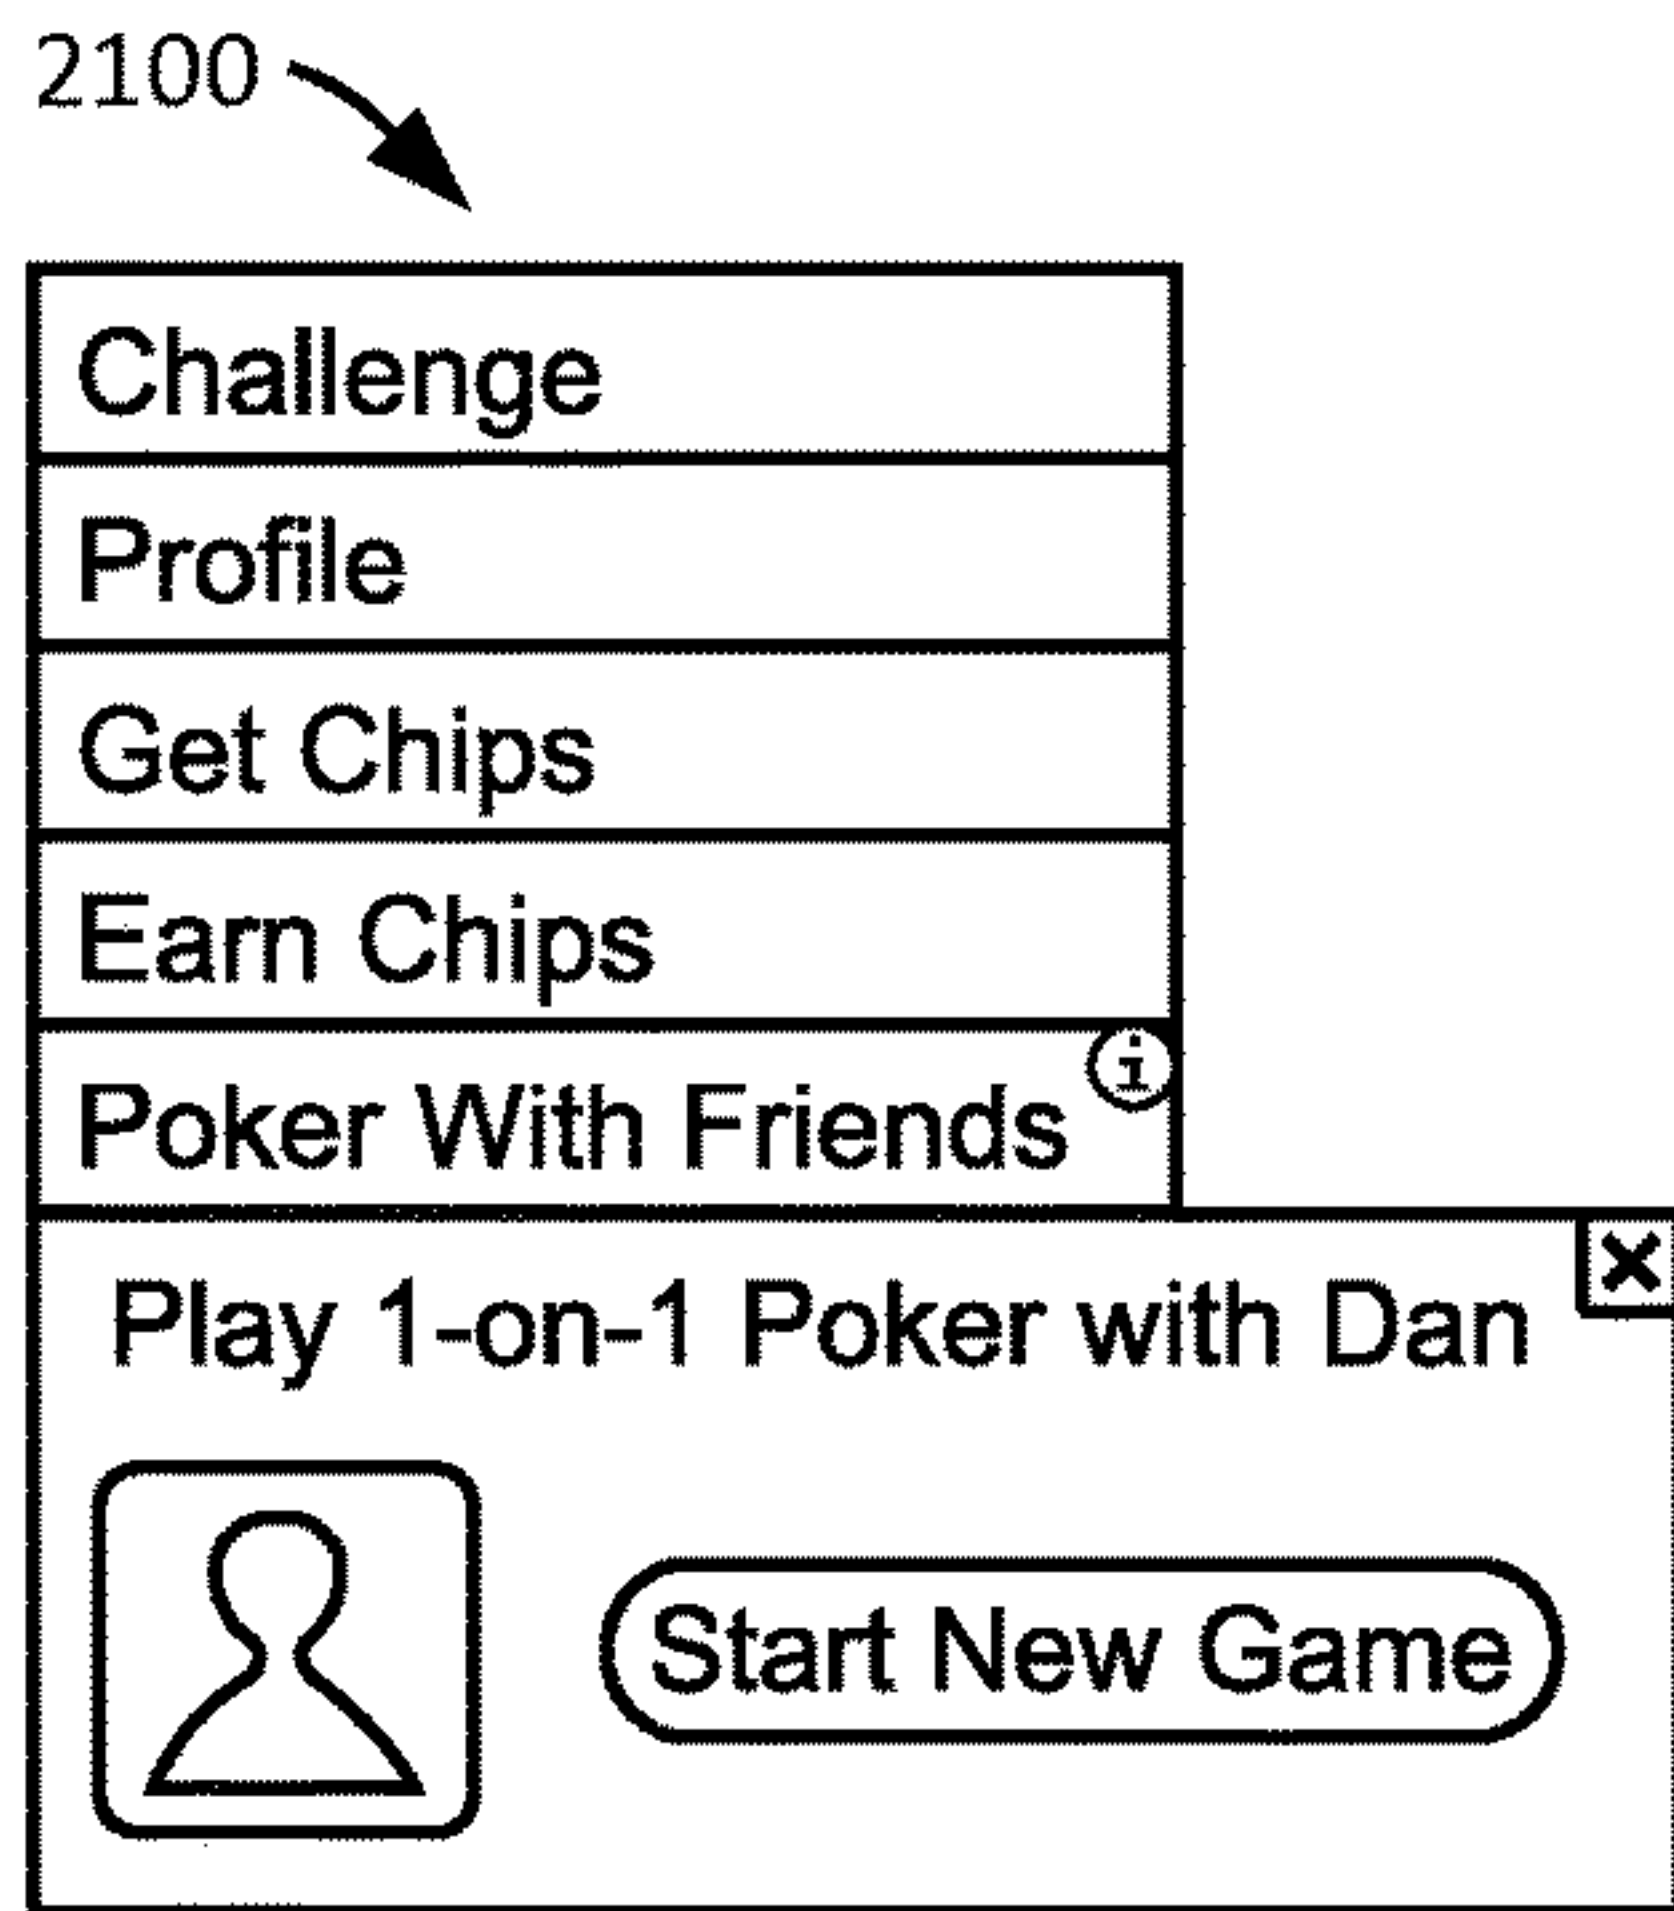 2100
Challenge
Profile
Get Chips
Earn Chips
Poker With Friends i
Play 1-on-1 Poker with Dan
Start New Game